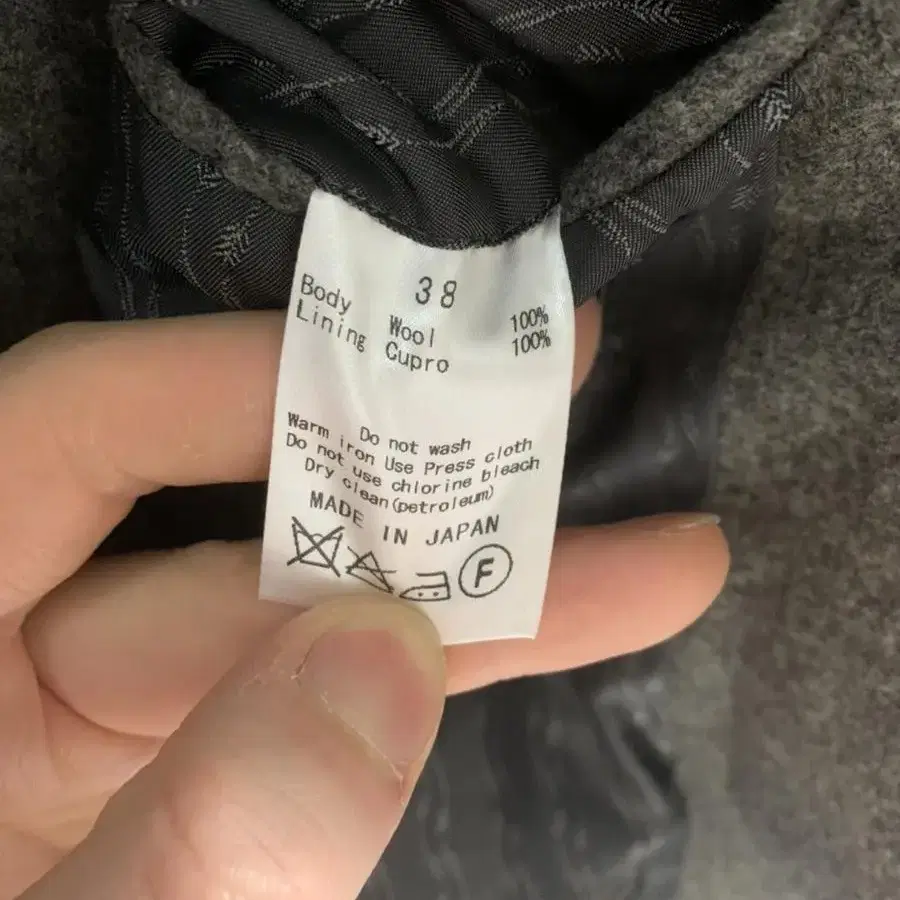 38
Body Wool 100%
Lining Cupro 100%
Do not wash
Warm iron Use Press cloth
Do not use chlorine bleach
Dry clean(petroleum)
MADE IN JAPAN
F